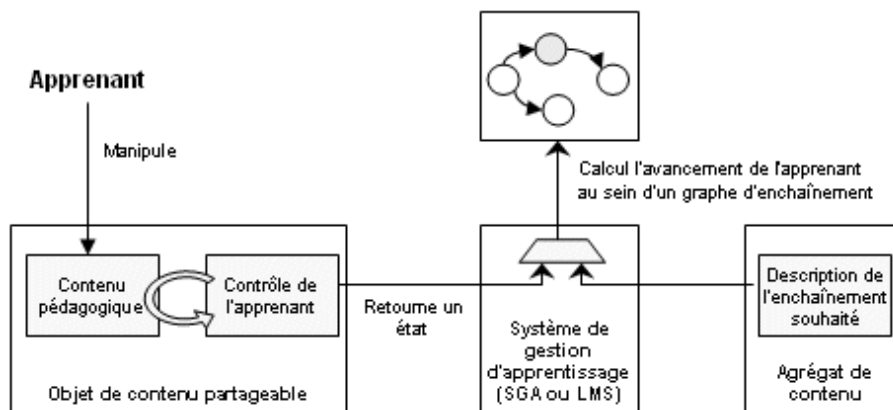 Apprenant
Manipule
Calcul l'avancement de l'apprenant
au sein d'un graphe d'enchaînement
Contenu
pédagogique
Contrôle de
l'apprenant
Retourne un
état
Objet de contenu partageable
Système de
gestion
d'apprentissage
(SGA ou LMS)
Description de
l'enchaînement
souhaité
Agrégat de
contenu